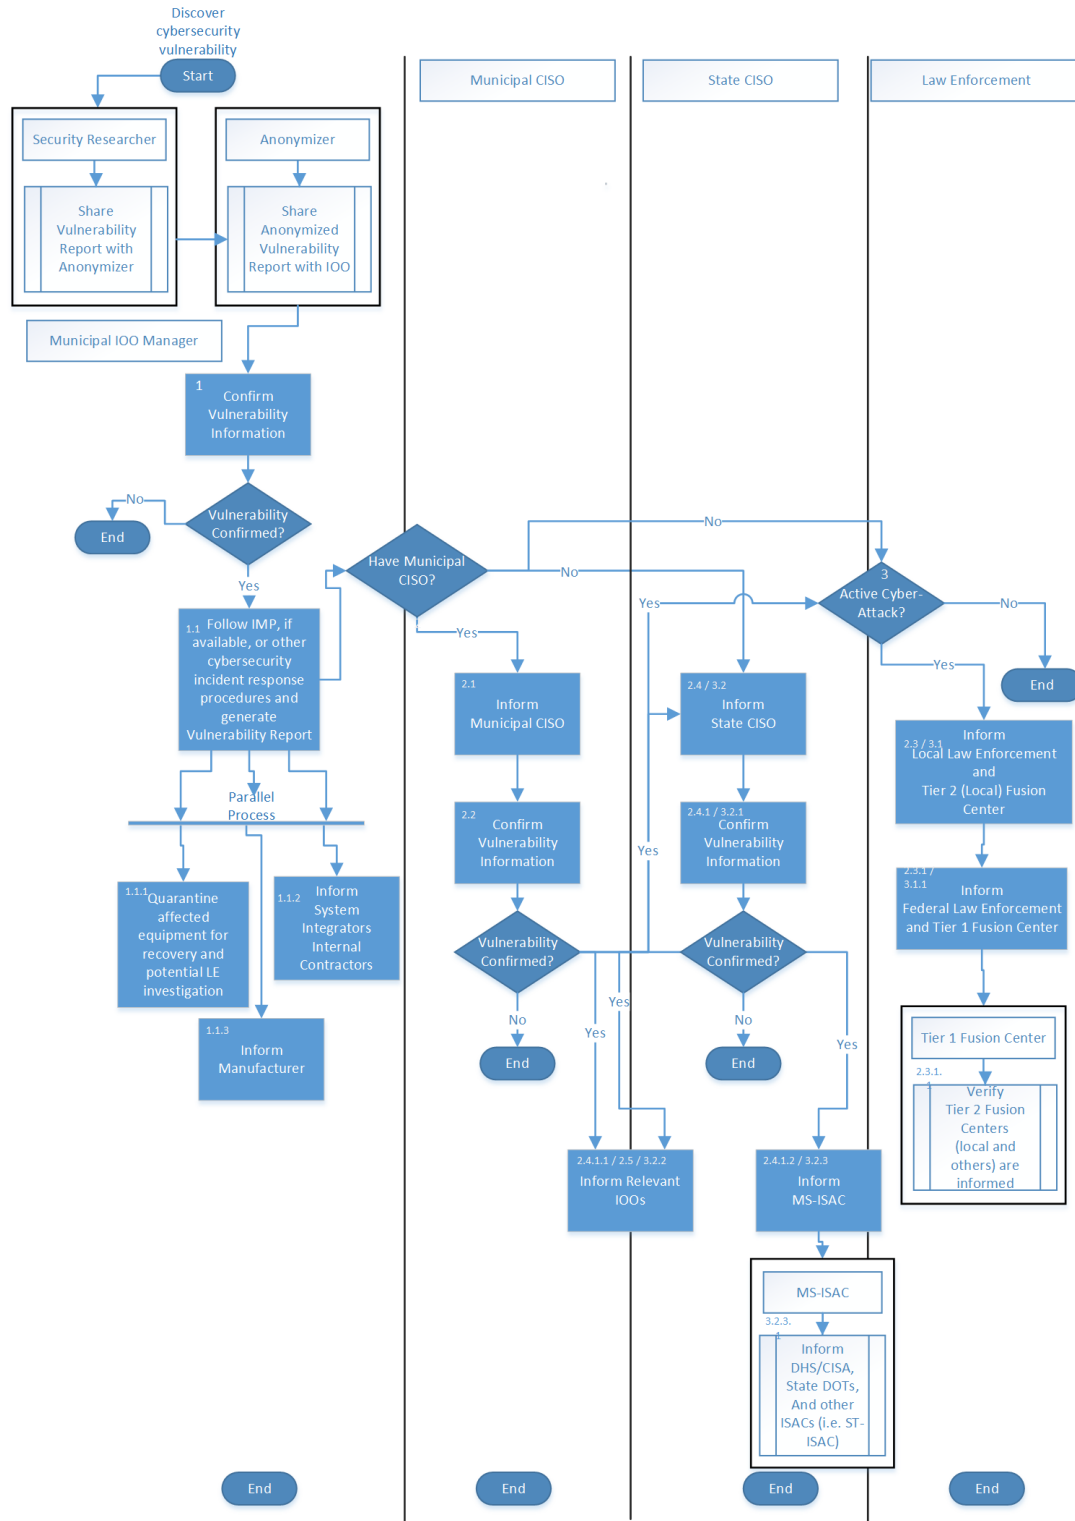 Discover
cybersecurity
vulnerability
Start
Municipal CISO
State CISO
Law Enforcement
Security Researcher
Anonymizer
Share
Vulnerability
Report with
Anonymizer
Share
Anonymized
Vulnerability
Report with IOO
Municipal IOO Manager
1
Confirm
Vulnerability
Information
Vulnerability
Confirmed?
No
End
Yes
Have Municipal
CISO?
No
No
Yes
3
Active Cyber-
Attack?
Yes
No
End
Yes
1.1
Follow IMP, if
available, or other
cybersecurity
incident response
procedures and
generate
Vulnerability Report
Parallel
Process
1.1.1
Quarantine
affected
equipment for
recovery and
potential LE
investigation
1.1.2
Inform
System
Integrators
Internal
Contractors
1.1.3
Inform
Manufacturer
2.1
Inform
Municipal CISO
2.2
Confirm
Vulnerability
Information
Vulnerability
Confirmed?
No
End
Yes
Yes
Yes
2.4 / 3.2
Inform
State CISO
2.4.1 / 3.2.1
Confirm
Vulnerability
Information
Vulnerability
Confirmed?
No
End
Yes
2.4.1.1 / 2.5 / 3.2.2
Inform Relevant
IOOs
2.4.1.2 / 3.2.3
Inform
MS-ISAC
MS-ISAC
3.2.3.
1
Inform
DHS/CISA,
State DOTs,
And other
ISACs (i.e. ST-
ISAC)
2.3 / 3.1
Inform
Local Law Enforcement
and
Tier 2 (Local) Fusion
Center
2.3.1 /
3.1.1
Inform
Federal Law Enforcement
and Tier 1 Fusion Center
Tier 1 Fusion Center
2.3.1.
1
Verify
Tier 2 Fusion
Centers
(local and
others) are
informed
End
End
End
End